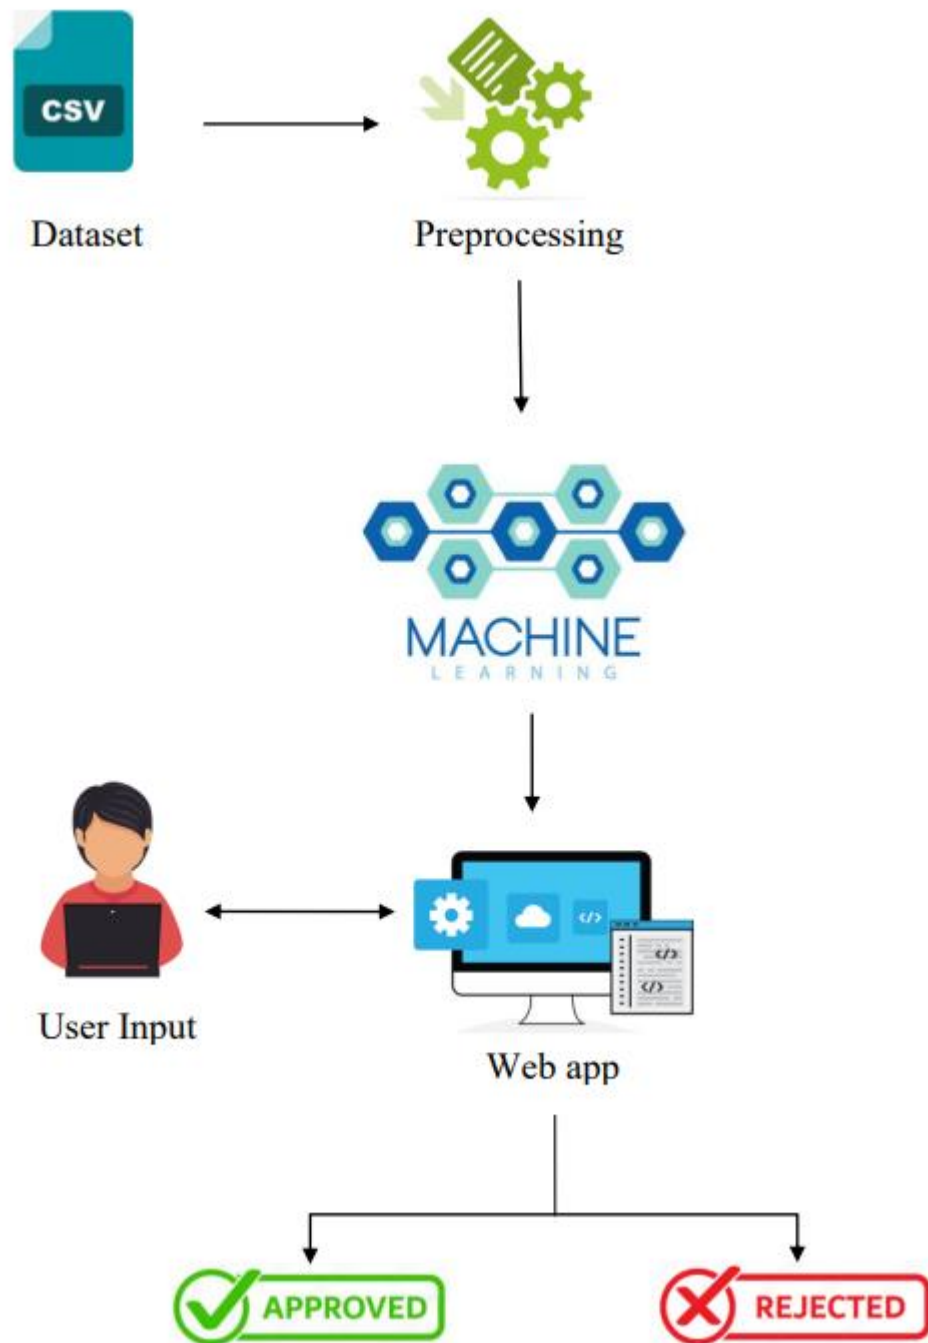 CSV
Dataset
Preprocessing
MACHINE
LEARNING
</>
</>
</>
User Input
Web app
APPROVED
REJECTED